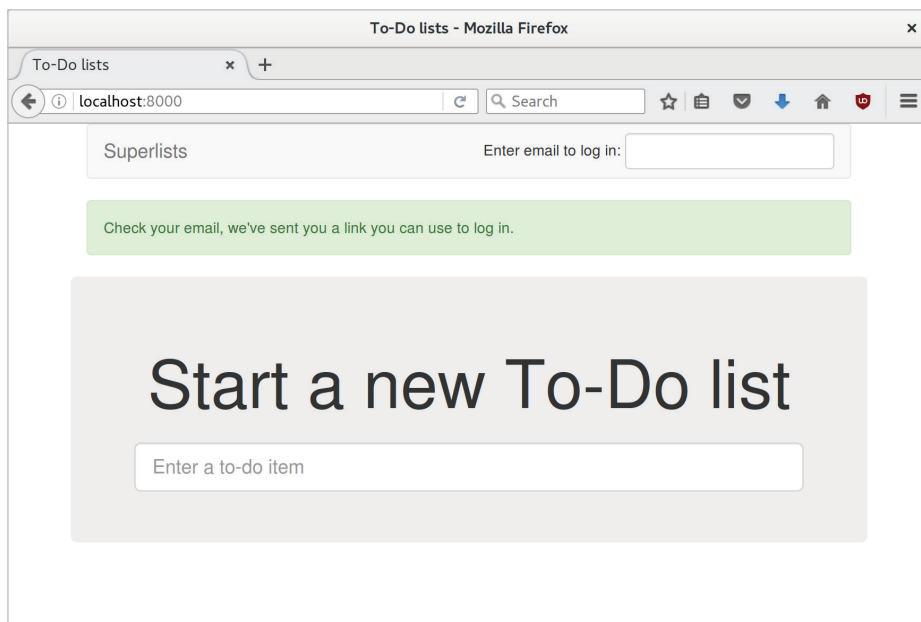 To-Do lists - Mozilla Firefox
To-Do lists
localhost:8000
Search
Superlists
Enter email to log in:
Check your email, we've sent you a link you can use to log in.
Start a new To-Do list
Enter a to-do item